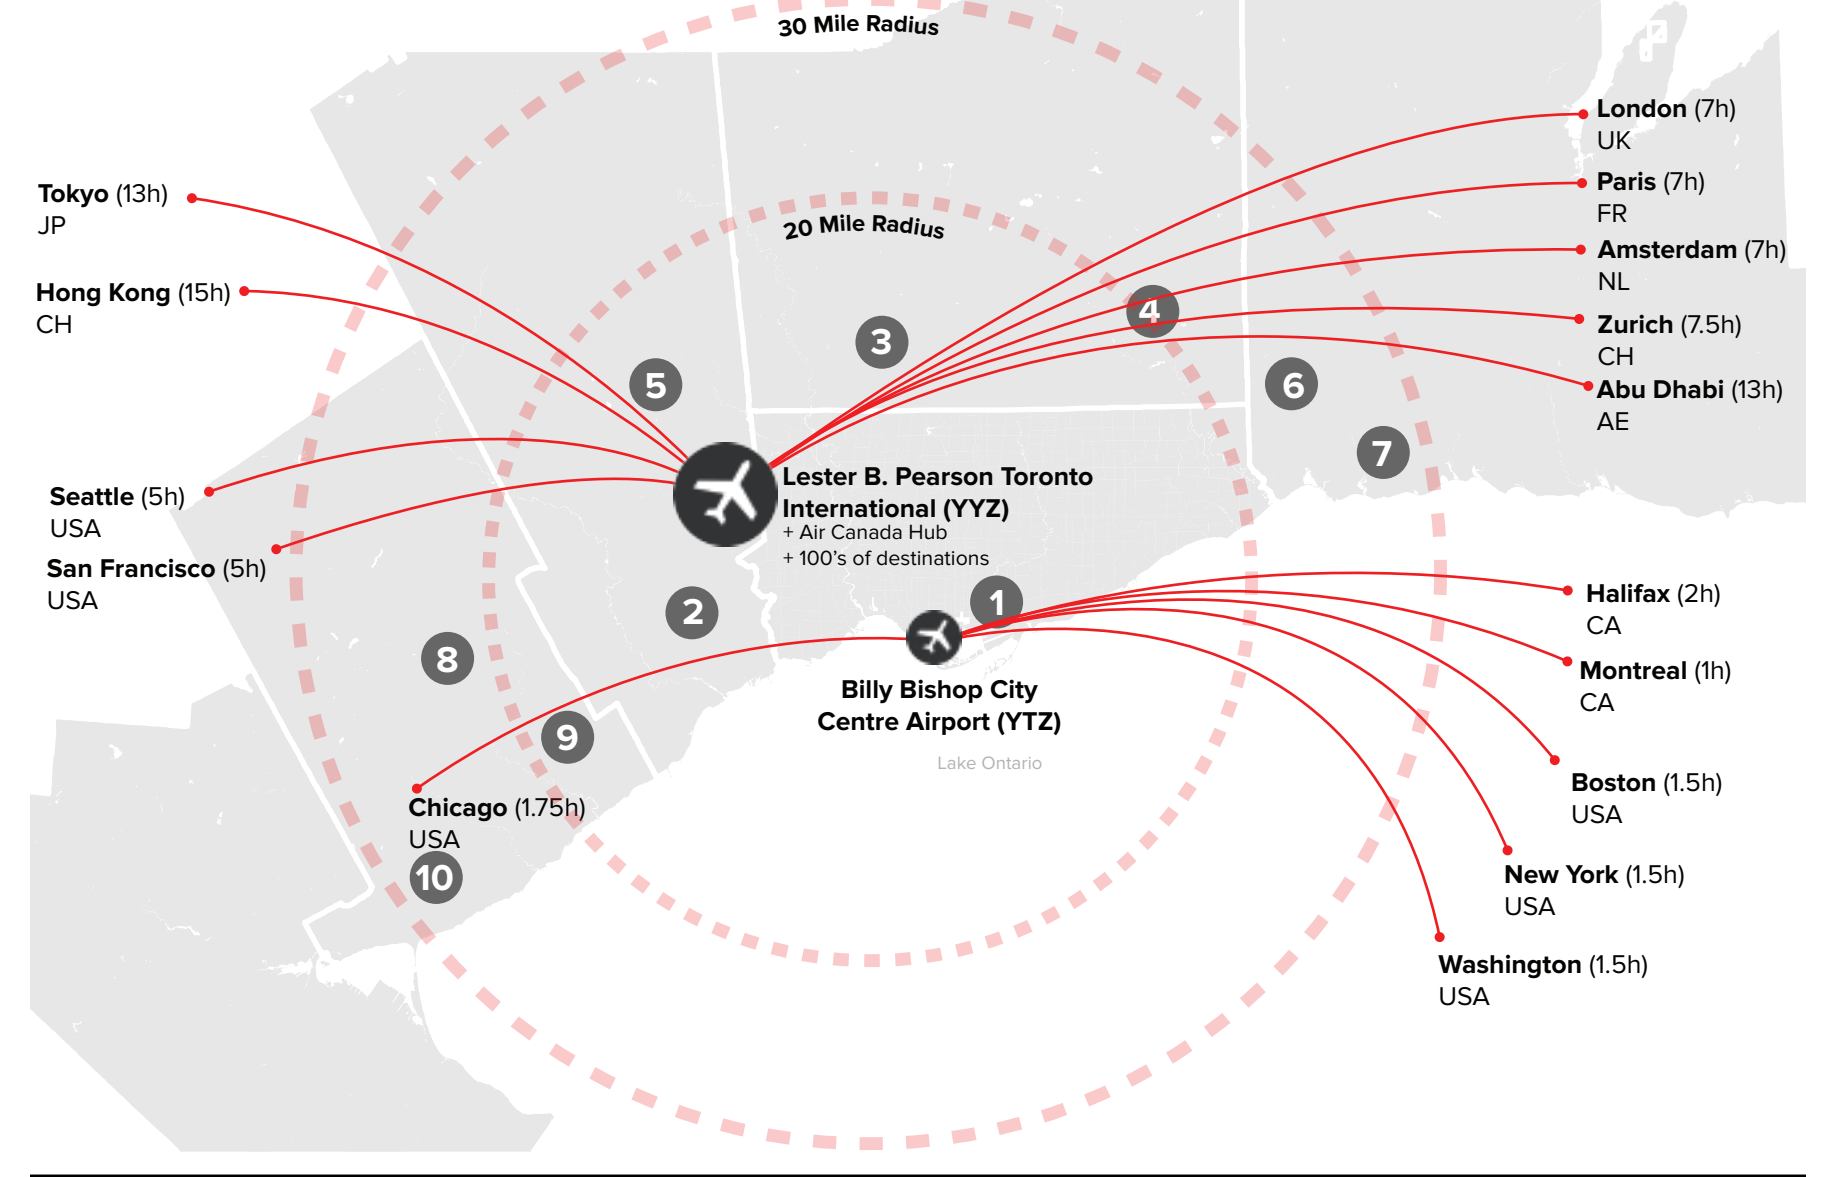 30 Mile Radius
20 Mile Radius
Tokyo (13h)
JP
Hong Kong (15h)
CH
Seattle (5h)
USA
San Francisco (5h)
USA
London (7h)
UK
Paris (7h)
FR
Amsterdam (7h)
NL
Zurich (7.5h)
CH
Abu Dhabi (13h)
AE
3
4
5
6
7
Lester B. Pearson Toronto
International (YYZ)
+ Air Canada Hub
+ 100's of destinations
1
2
8
9
10
Billy Bishop City
Centre Airport (YTZ)
Lake Ontario
Chicago (1.75h)
USA
Halifax (2h)
CA
Montreal (1h)
CA
Boston (1.5h)
USA
New York (1.5h)
USA
Washington (1.5h)
USA